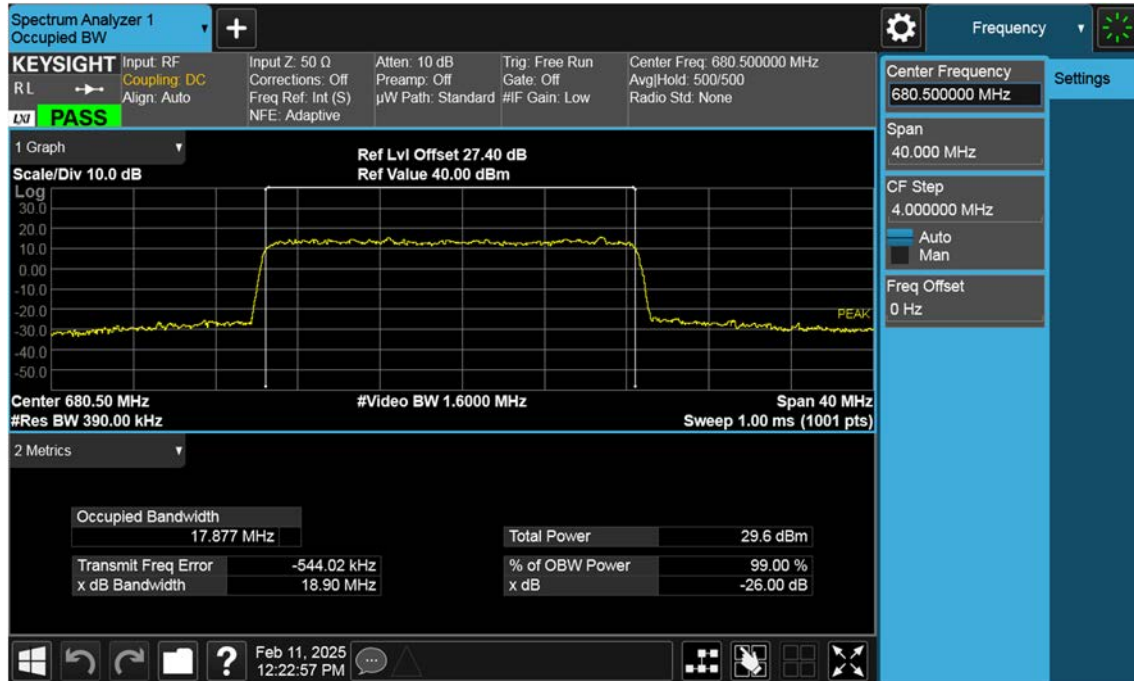 Spectrum Analyzer 1
Occupied BW
+
Frequency
KEYSIGHT
R L
LXI PASS
Input: RF
Coupling: DC
Align: Auto
Input Z: 50 Ω
Corrections: Off
Freq Ref: Int (S)
NFE: Adaptive
Atten: 10 dB
Preamp: Off
µW Path: Standard
Trig: Free Run
Gate: Off
#IF Gain: Low
Center Freq: 680.500000 MHz
Avg|Hold: 500/500
Radio Std: None
Center Frequency
680.500000 MHz
Settings
Span
40.000 MHz
CF Step
4.000000 MHz
Auto
Man
Freq Offset
0 Hz
1 Graph
Scale/Div 10.0 dB
Ref Lvl Offset 27.40 dB
Ref Value 40.00 dBm
Log
30.0
20.0
10.0
0.00
-10.0
-20.0
-30.0
-40.0
-50.0
PEAK
Center 680.50 MHz
#Video BW 1.6000 MHz
Span 40 MHz
#Res BW 390.00 kHz
Sweep 1.00 ms (1001 pts)
2 Metrics
Occupied Bandwidth
17.877 MHz
Total Power 29.6 dBm
Transmit Freq Error -544.02 kHz
% of OBW Power 99.00 %
x dB Bandwidth 18.90 MHz
x dB -26.00 dB
?
Feb 11, 2025
12:22:57 PM